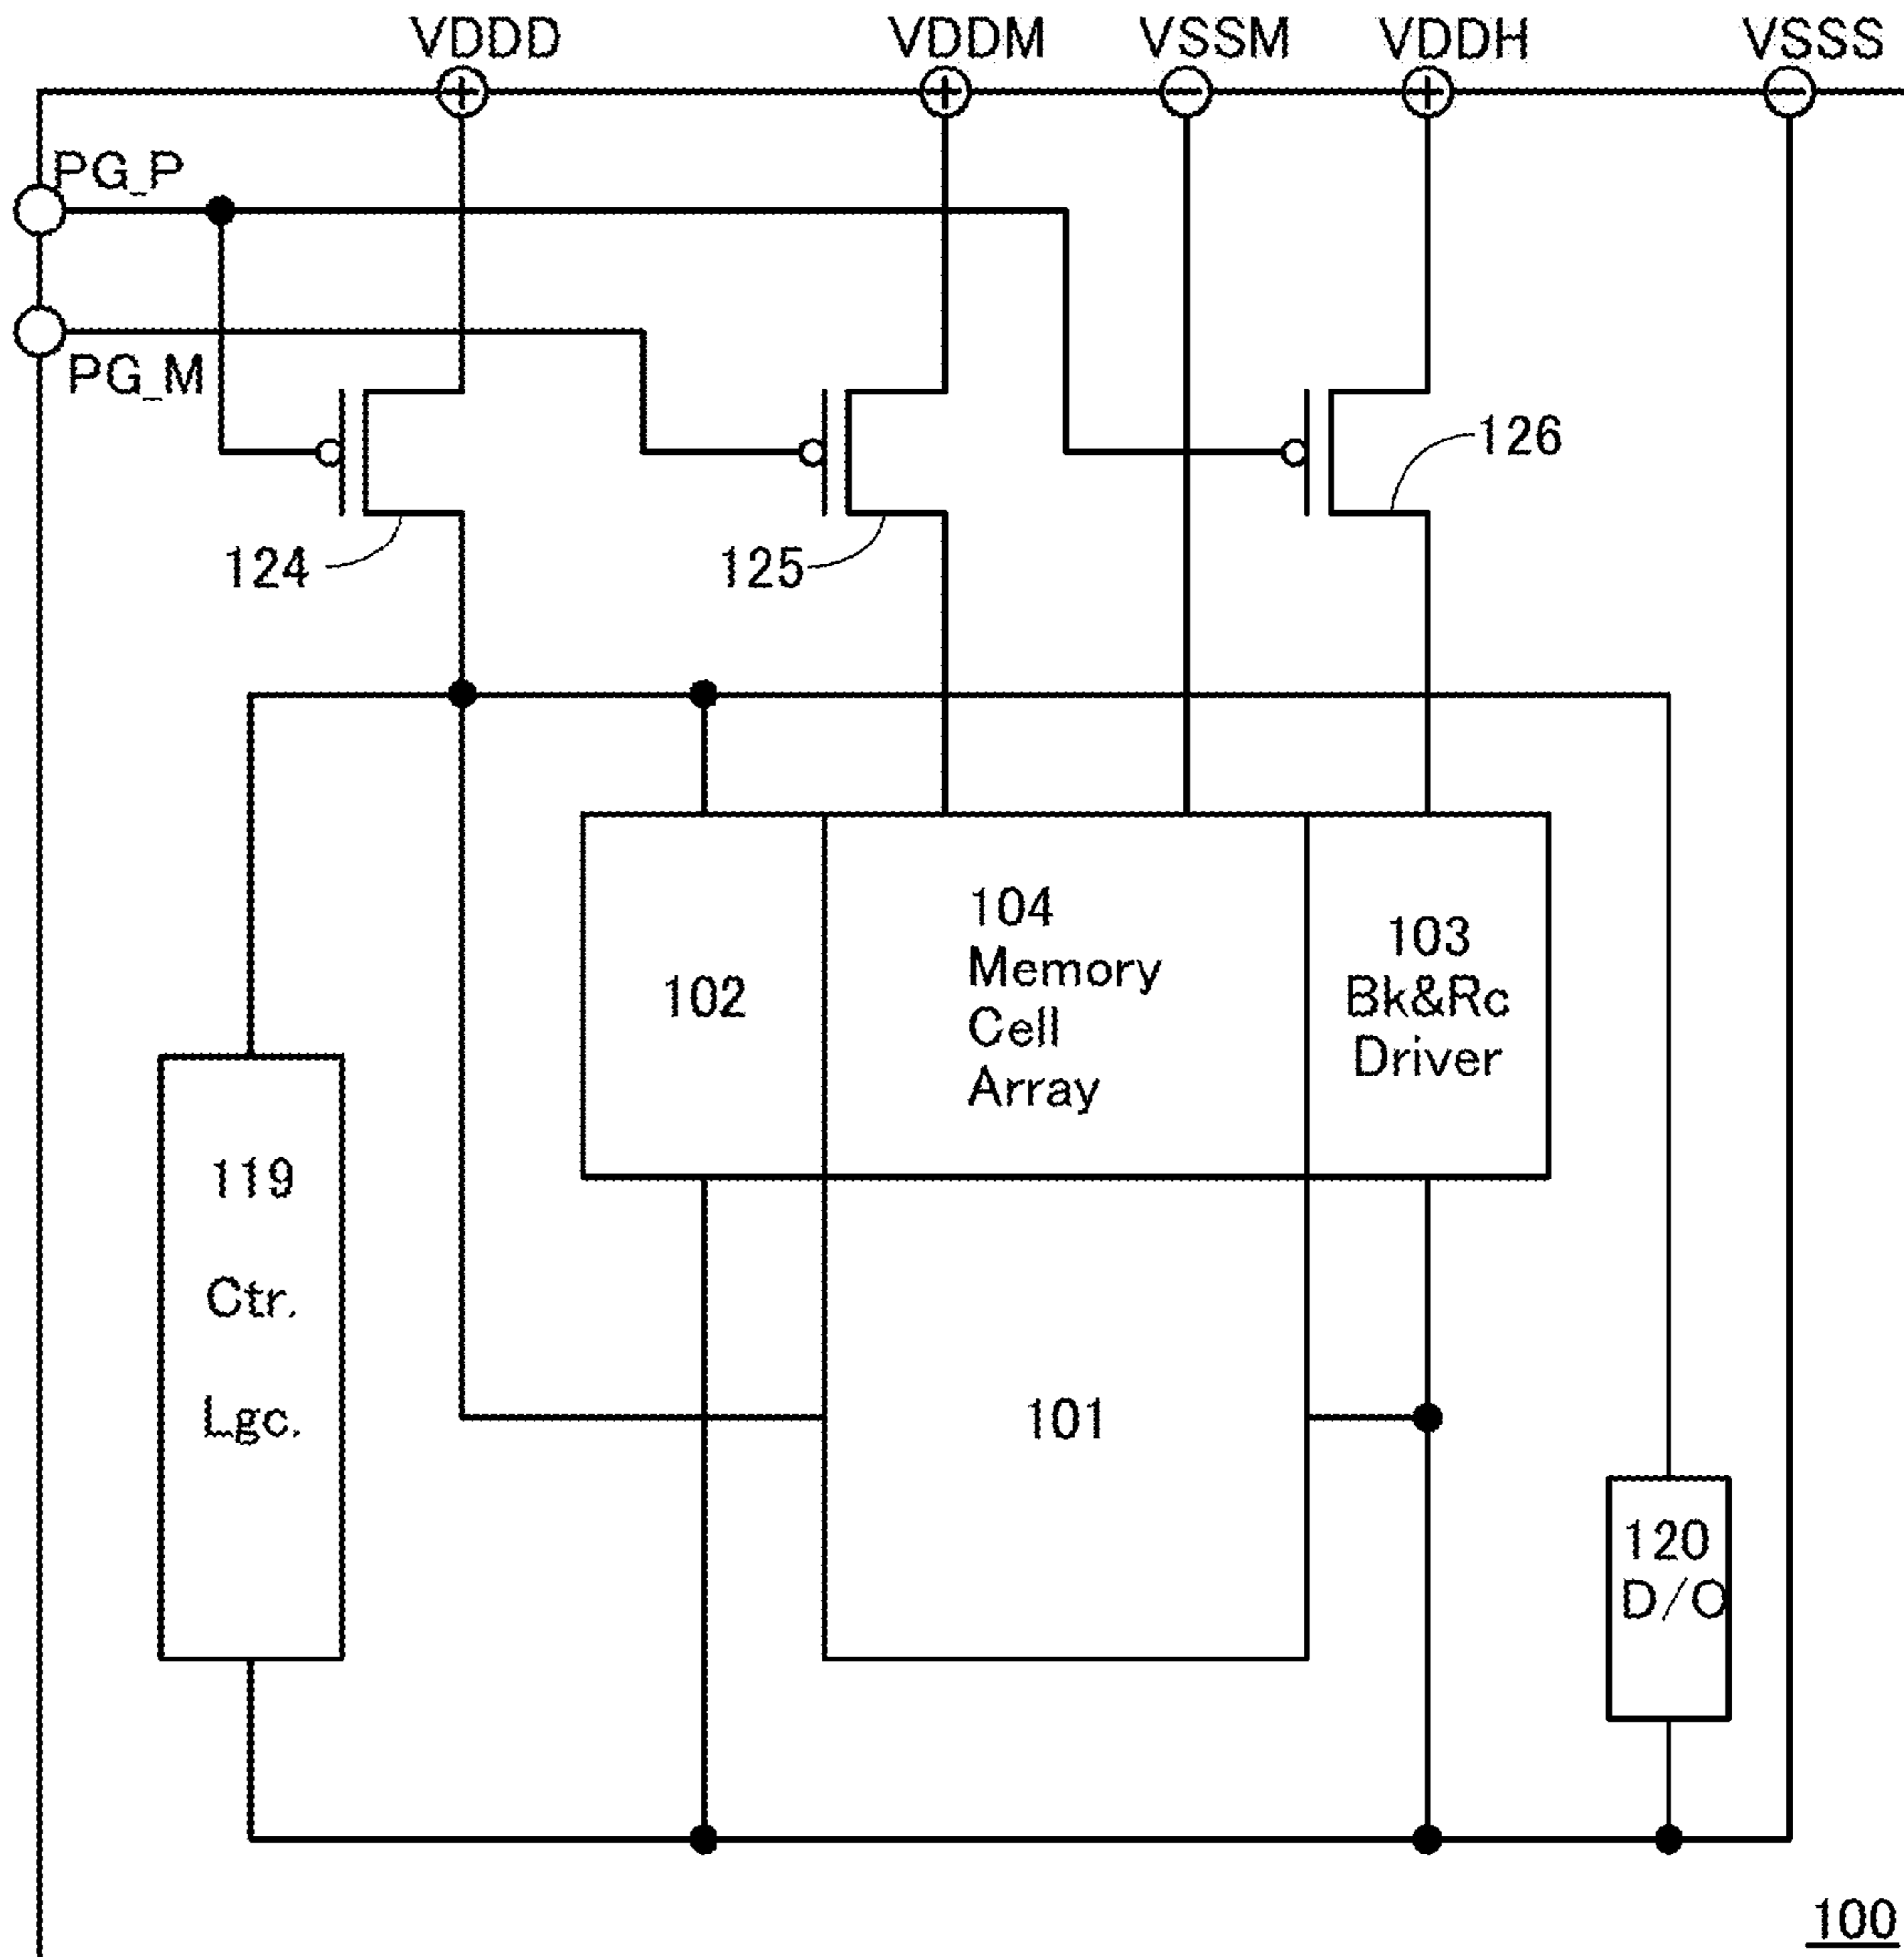 VDDD
VDDM
VSSM
VDDH
VSSS
PG_P
PG_M
126
124
125
104
Memory
Cell
Array
103
Bk&Rc
Driver
102
119
Ctr.
Lgc.
101
120
D/O
100